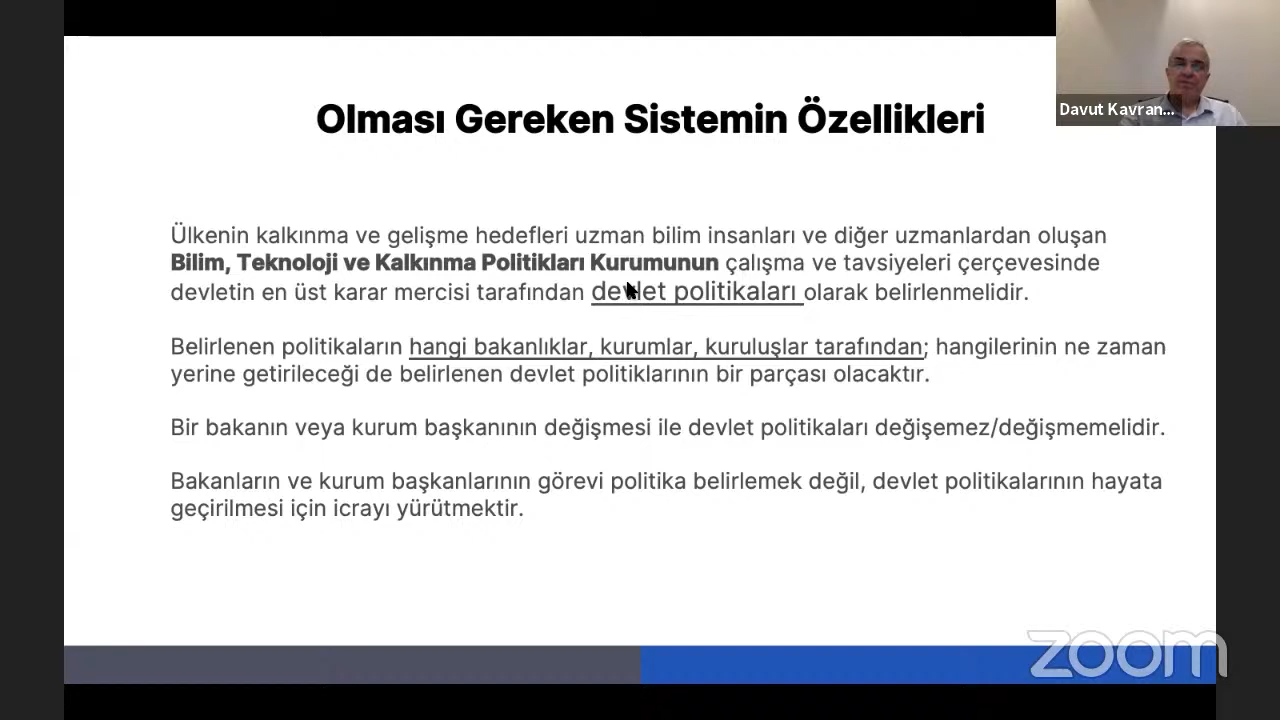 Olması Gereken Sistemin Özellikleri
Davut Kavran...
Ülkenin kalkınma ve gelişme hedefleri uzman bilim insanları ve diğer uzmanlardan oluşan
Bilim, Teknoloji ve Kalkınma Politikları Kurumunun çalışma ve tavsiyeleri çerçevesinde
devletin en üst karar mercisi tarafından devlet politikaları olarak belirlenmelidir.
Belirlenen politikaların hangi bakanlıklar, kurumlar, kuruluşlar tarafından; hangilerinin ne zaman
yerine getirileceği de belirlenen devlet politiklarının bir parçası olacaktır.
Bir bakanın veya kurum başkanının değişmesi ile devlet politikaları değişemez/değişmemelidir.
Bakanların ve kurum başkanlarının görevi politika belirlemek değil, devlet politikalarının hayata
geçirilmesi için icrayı yürütmektir.
zoom